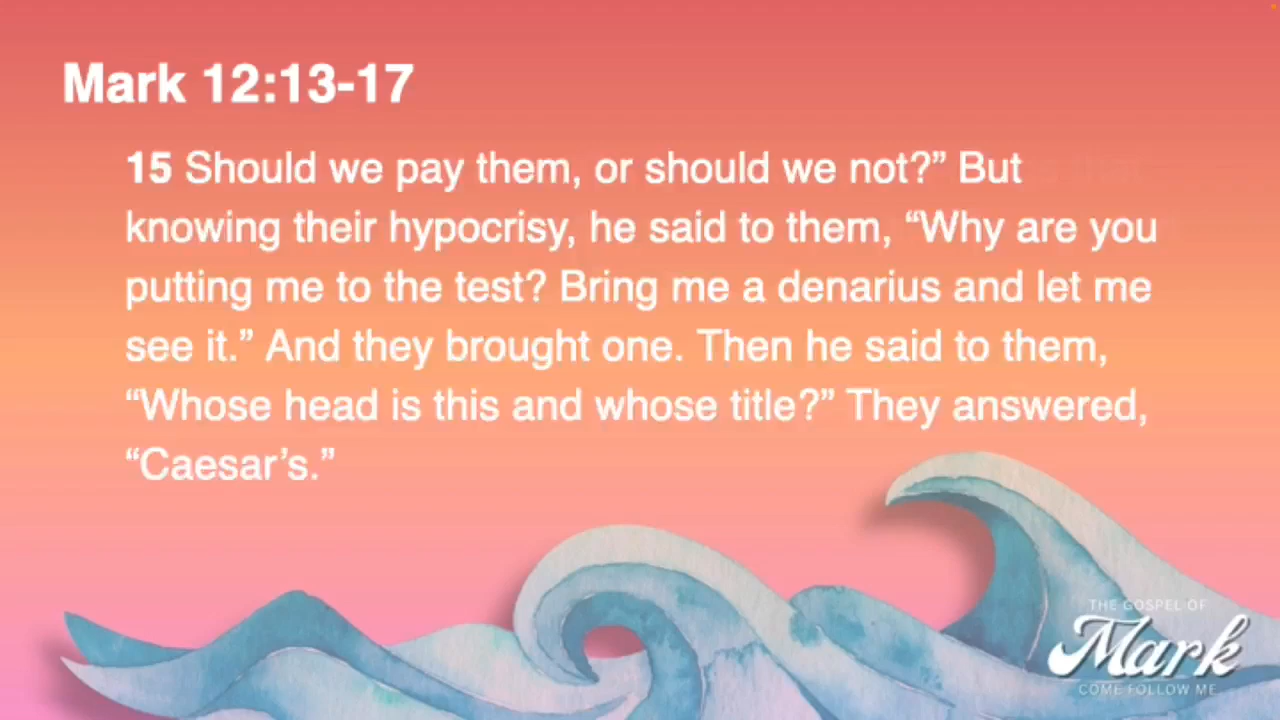 Mark 12:13-17
15 Should we pay them, or should we not?” But
knowing their hypocrisy, he said to them, “Why are you
putting me to the test? Bring me a denarius and let me
see it.” And they brought one. Then he said to them,
“Whose head is this and whose title?” They answered,
“Caesar’s.”
THE GOSPEL OF
Mark
COME FOLLOW ME